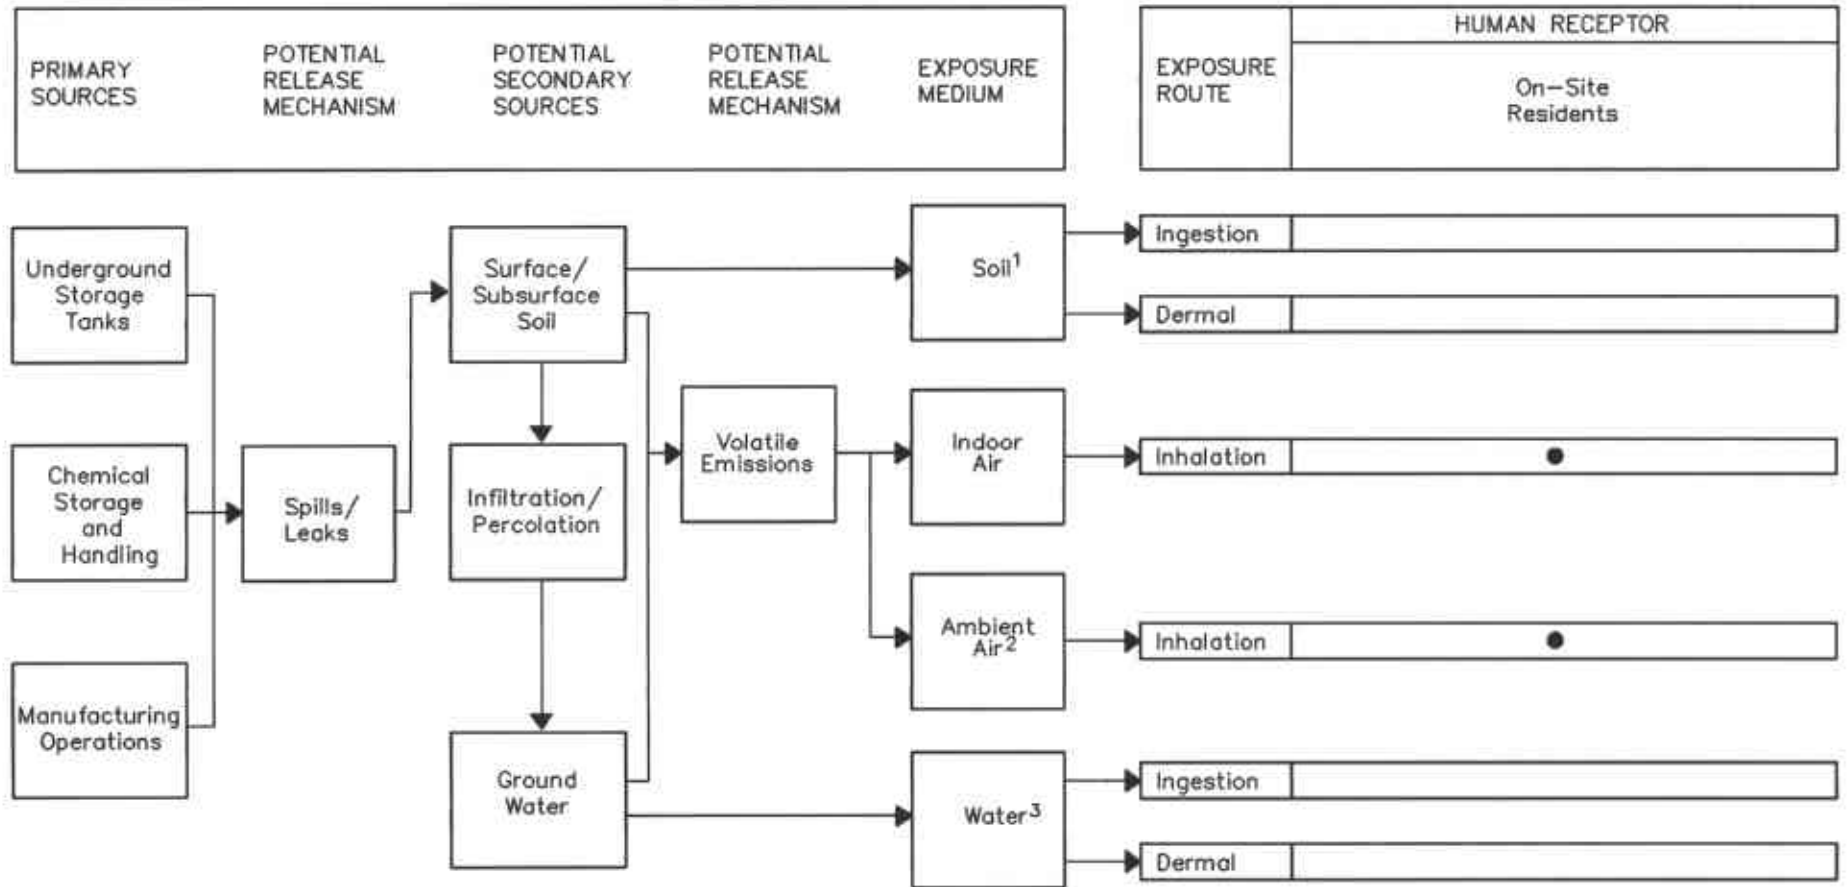 PRIMARY
SOURCES
POTENTIAL
RELEASE
MECHANISM
POTENTIAL
SECONDARY
SOURCES
POTENTIAL
RELEASE
MECHANISM
EXPOSURE
MEDIUM
EXPOSURE
ROUTE
HUMAN RECEPTOR
On-Site
Residents
Underground
Storage
Tanks
Chemical
Storage
and
Handling
Manufacturing
Operations
Spills/
Leaks
Surface/
Subsurface
Soil
Infiltration/
Percolation
Ground
Water
Volatile
Emissions
Soil1
Indoor
Air
Ambient
Air2
Water3
Ingestion
Dermal
Inhalation
Inhalation
Ingestion
Dermal